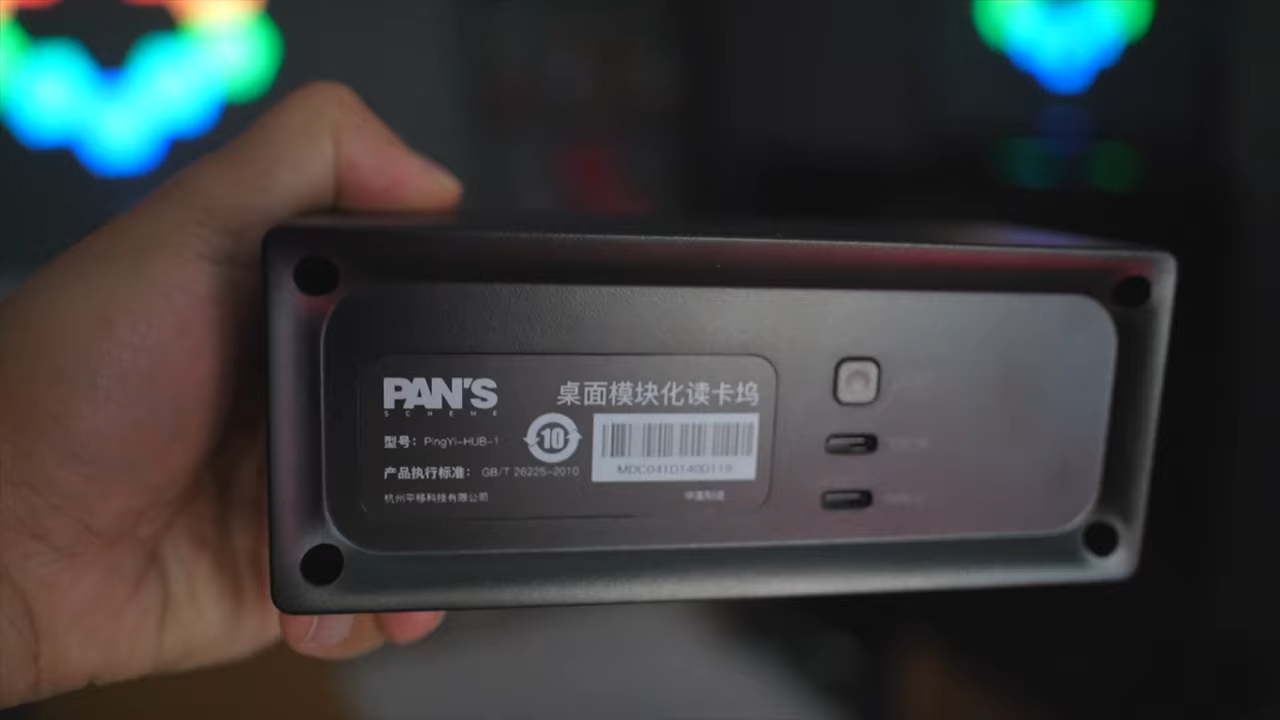 PAN'S
SCHEME
桌面模块化读卡坞
型号: PingYi-HUB-1
10
产品执行标准: GB/T 26225-2010
MDC041D140D119
杭州平移科技有限公司
中国制造